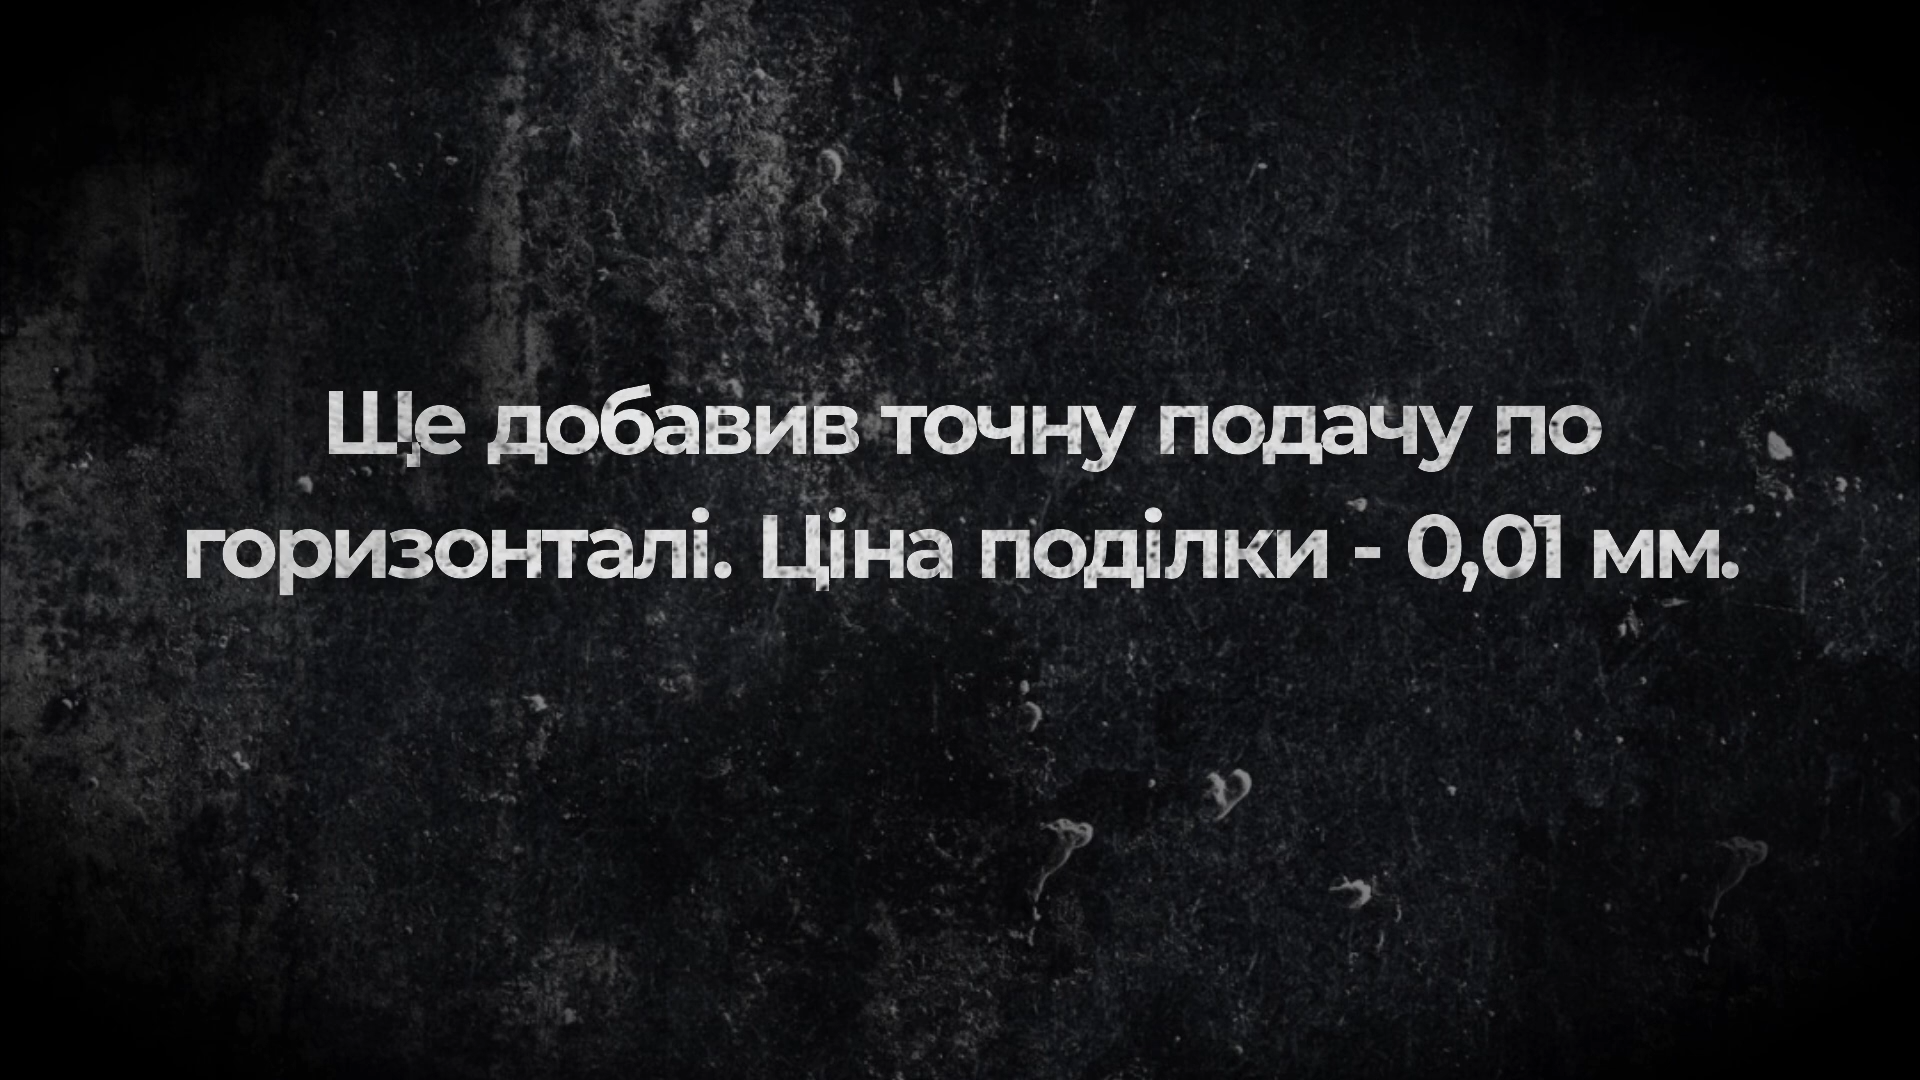 Ще добавив точну подачу по
горизонталі. Ціна поділки - 0,01 мм.